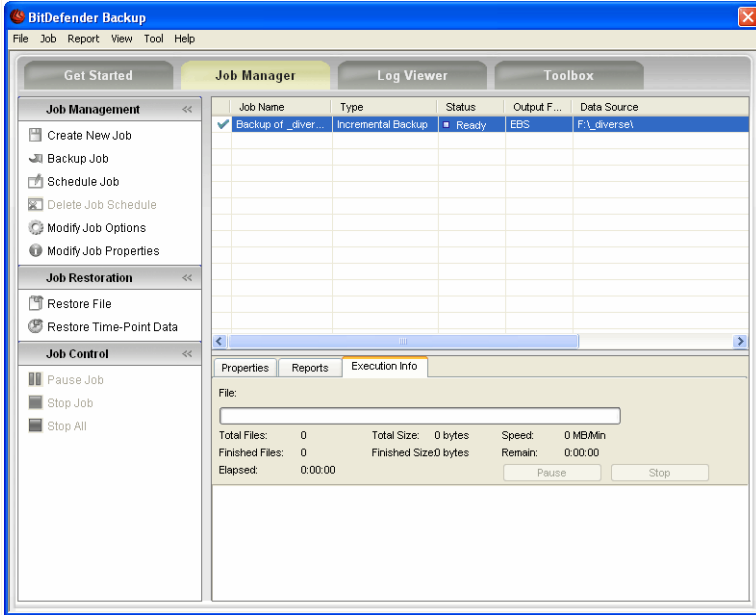 BitDefender Backup
File Job Report View Tool Help
Get Started Job Manager Log Viewer Toolbox
Job Management
Create New Job
Backup Job
Schedule Job
Delete Job Schedule
Modify Job Options
Modify Job Properties
Job Restoration
Restore File
Restore Time-Point Data
Job Control
Pause Job
Stop Job
Stop All
Job Name Type Status Output F... Data Source
Backup of _diver... Incremental Backup Ready EBS F:\_diverse\
Properties Reports Execution Info
File:
Total Files: 0 Total Size: 0 bytes Speed: 0 MB/Min
Finished Files: 0 Finished Size:0 bytes Remain: 0:00:00
Elapsed: 0:00:00 Pause Stop